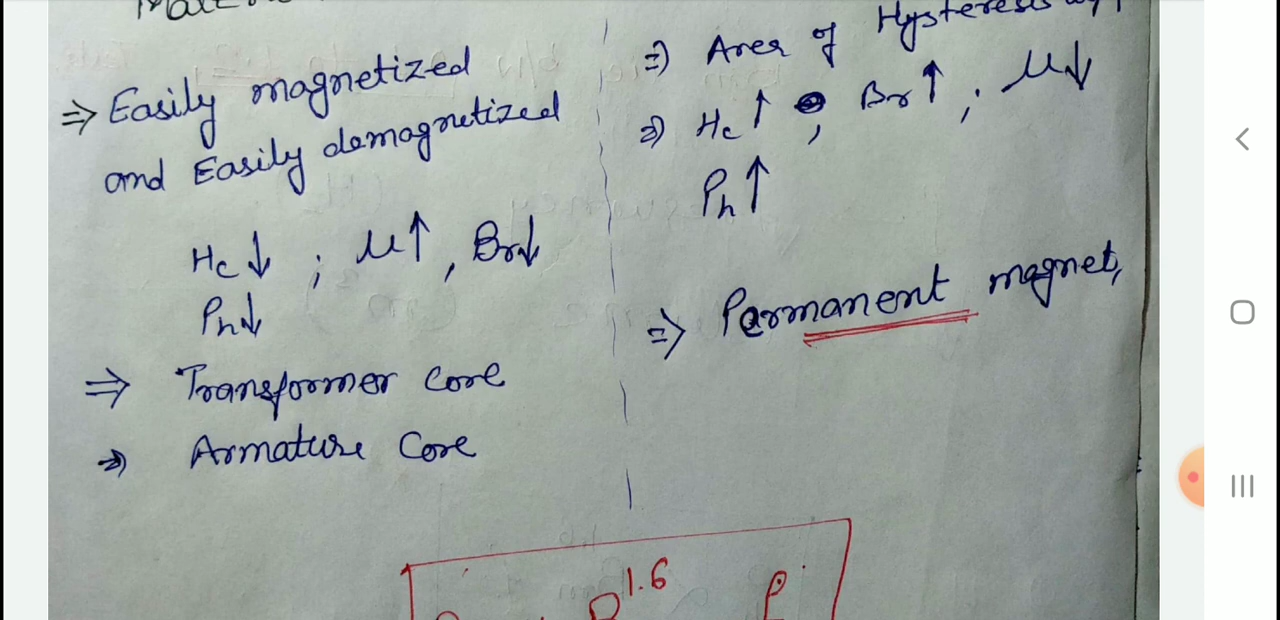 ⇒ Easily magnetized
and Easily demagnetized
Hc↓ ; μ↑, Br↓
Ph↓
⇒ Transformer Core
⇒ Armature Core
⇒ Area of Hysteresis
⇒ Hc↑ , Br↑ ; μ↓
Ph↑
⇒ Permanent magnet,
1.6